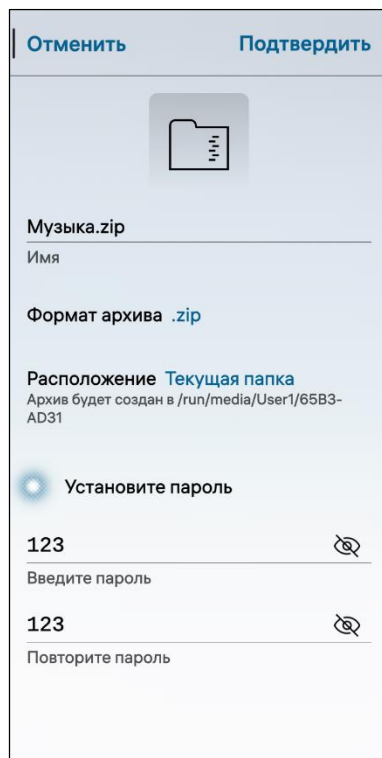 Отменить Подтвердить
Музыка.zip
Имя
Формат архива .zip
Расположение Текущая папка
Архив будет создан в /run/media/User1/65B3-
AD31
Установите пароль
123
Введите пароль
123
Повторите пароль